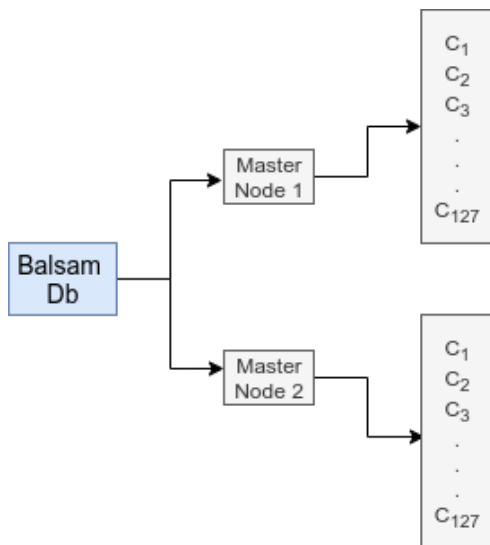 Balsam
Db
Master
Node 1
C₁
C₂
C₃
.
.
.
C₁₂₇
Master
Node 2
C₁
C₂
C₃
.
.
.
C₁₂₇